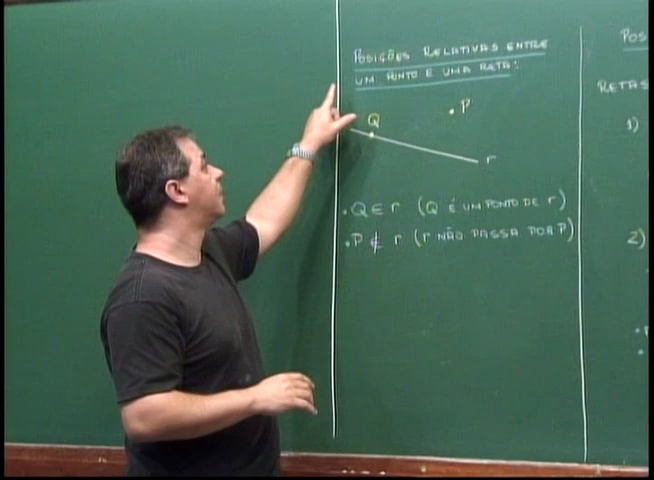 POSIÇÕES RELATIVAS ENTRE
UM PONTO E UMA RETA:
P
Q
r
• Q ∈ r (Q É UM PONTO DE r)
• P ∉ r (r NÃO PASSA POR P)
POS
RETAS
1)
2)